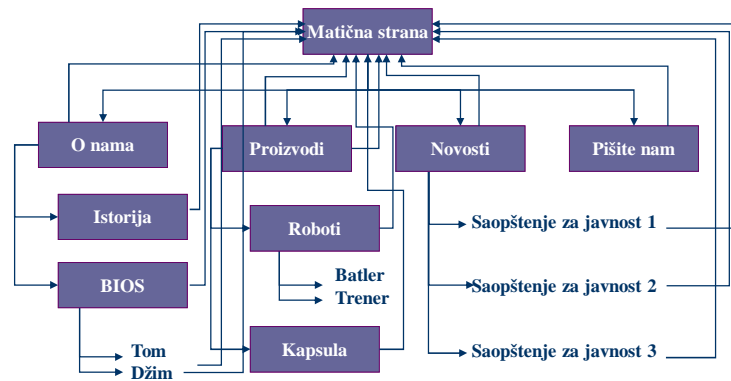 Matična strana
O nama
Proizvodi
Novosti
Pišite nam
Istorija
Roboti
Saopštenje za javnost 1
BIOS
Batler
Trener
Saopštenje za javnost 2
Tom
Džim
Kapsula
Saopštenje za javnost 3